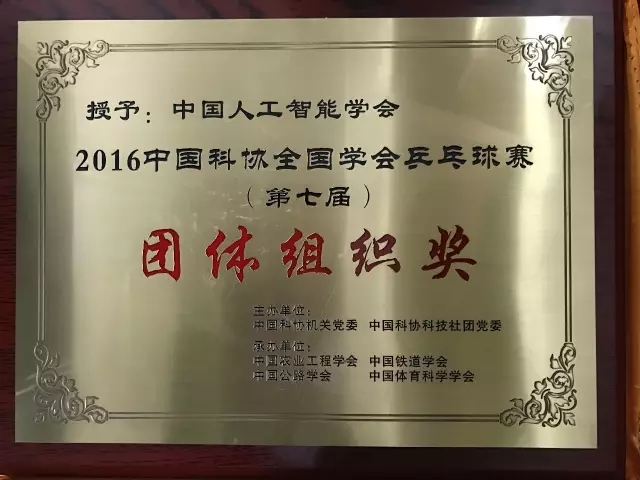 授予：中国人工智能学会
2016中国科协全国学会乒乓球赛
（第七届）
团体组织奖
主办单位：
中国科协机关党委 中国科协科技社团党委
承办单位：
中国农业工程学会 中国铁道学会
中国公路学会 中国体育科学学会